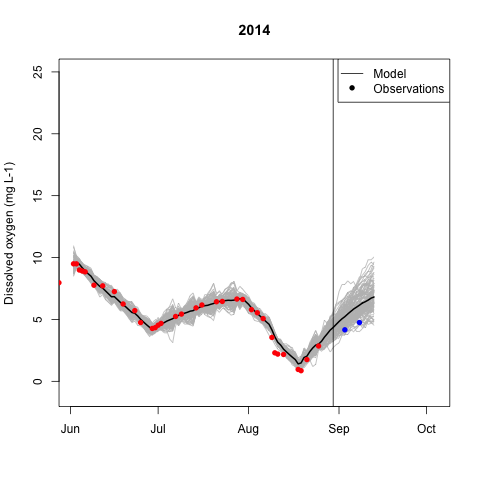 2014
Model
Observations
Dissolved oxygen (mg L-1)
25
20
15
10
5
0
Jun
Jul
Aug
Sep
Oct